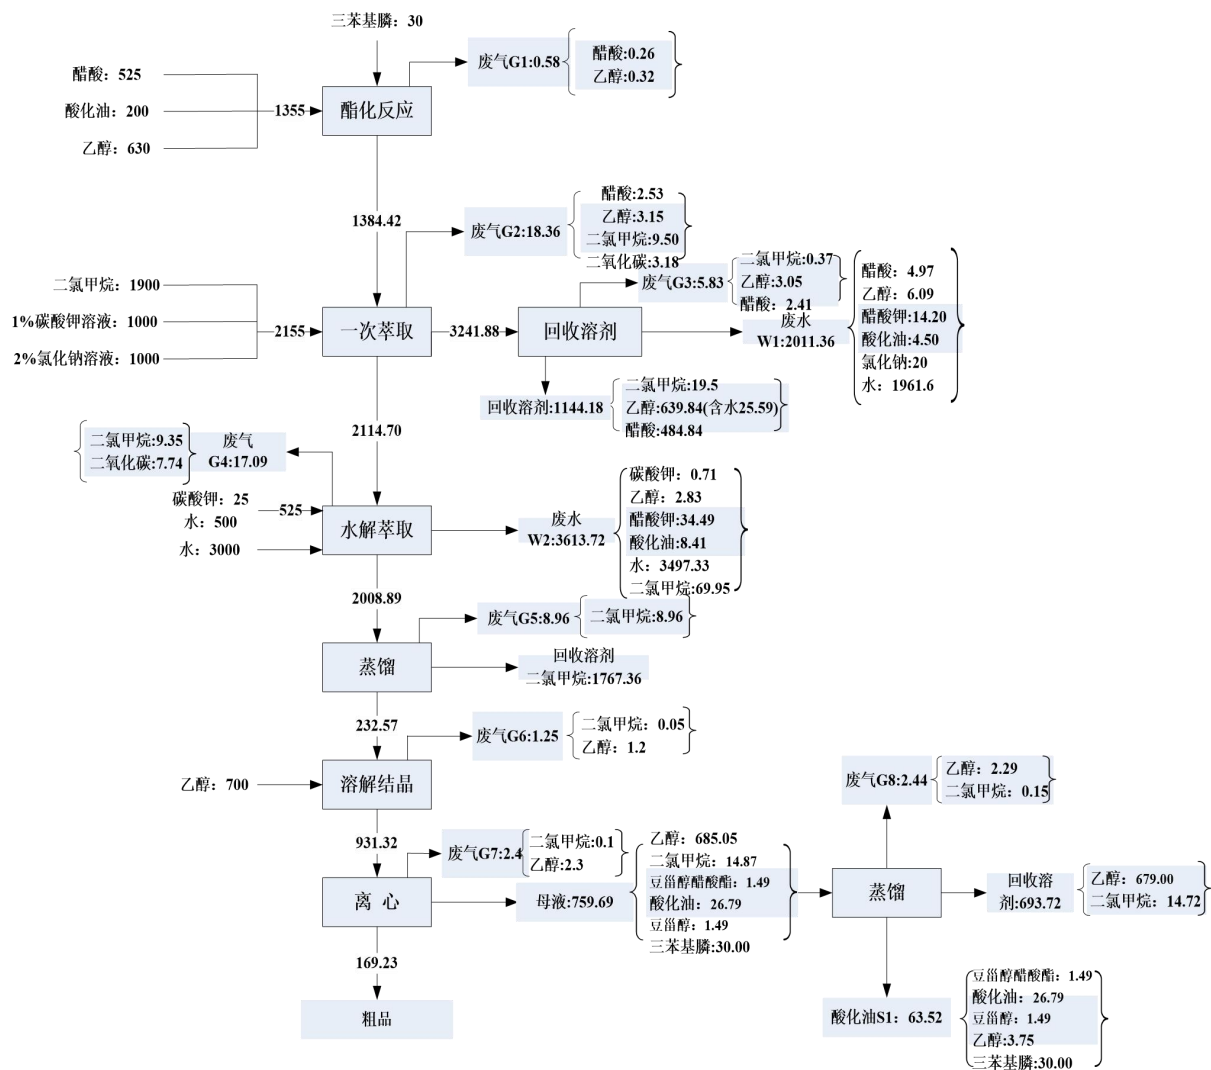 三苯基膦：30
醋酸：525
酸化油：200
乙醇：630
1355
酯化反应
废气G1:0.58
醋酸:0.26
乙醇:0.32
1384.42
废气G2:18.36
醋酸:2.53
乙醇:3.15
二氯甲烷:9.50
二氧化碳:3.18
二氯甲烷：1900
1%碳酸钾溶液：1000
2%氯化钠溶液：1000
2155
一次萃取
3241.88
回收溶剂
废气G3:5.83
二氯甲烷:0.37
乙醇:3.05
醋酸：2.41
废水
W1:2011.36
醋酸：4.97
乙醇：6.09
醋酸钾:14.20
酸化油:4.50
氯化钠:20
水：1961.6
回收溶剂:1144.18
二氯甲烷:19.5
乙醇:639.84(含水25.59)
醋酸:484.84
2114.70
二氯甲烷:9.35
二氧化碳:7.74
废气
G4:17.09
碳酸钾：25
水：500
525
水：3000
水解萃取
废水
W2:3613.72
碳酸钾：0.71
乙醇：2.83
醋酸钾:34.49
酸化油:8.41
水：3497.33
二氯甲烷:69.95
2008.89
废气G5:8.96
二氯甲烷:8.96
蒸馏
回收溶剂
二氯甲烷:1767.36
232.57
废气G6:1.25
二氯甲烷：0.05
乙醇：1.2
乙醇：700
溶解结晶
931.32
废气G7:2.4
二氯甲烷:0.1
乙醇:2.3
离 心
母液:759.69
乙醇：685.05
二氯甲烷：14.87
豆甾醇醋酸酯：1.49
酸化油：26.79
豆甾醇：1.49
三苯基膦:30.00
169.23
粗品
废气G8:2.44
乙醇：2.29
二氯甲烷：0.15
蒸馏
回收溶
剂:693.72
乙醇：679.00
二氯甲烷：14.72
酸化油S1：63.52
豆甾醇醋酸酯：1.49
酸化油：26.79
豆甾醇：1.49
乙醇:3.75
三苯基膦:30.00